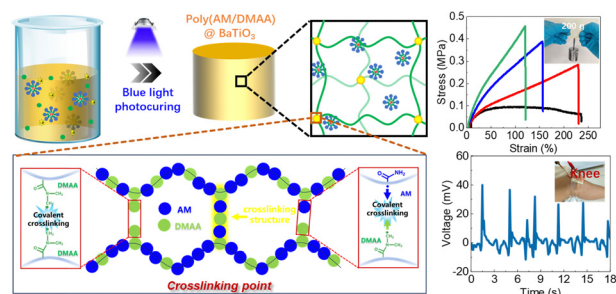 Blue light
photocuring
Poly(AM/DMAA)
@ BaTiO₃
Stress (MPa)
0.5
0.4
0.3
0.2
0.1
0.0
0 50 100 150 200 250
Strain (%)
200 g
DMAA
Covalent
crosslinking
DMAA
AM
DMAA
crosslinking
structure
Crosslinking point
NH₂
AM
Covalent
crosslinking
DMAA
Voltage (mV)
60
40
20
0
-20
0 3 6 9 12 15 18
Time (s)
Knee